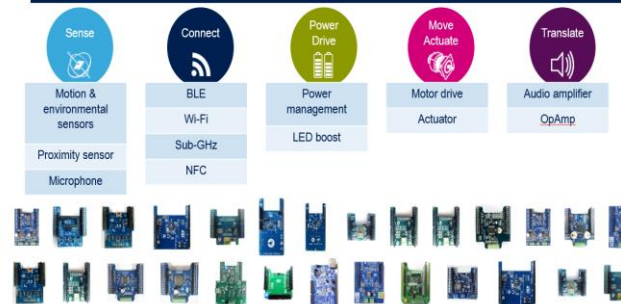 Sense
Connect
Power
Drive
Move
Actuate
Translate
Motion &
environmental
sensors
Proximity sensor
Microphone
BLE
Wi-Fi
Sub-GHz
NFC
Power
management
LED boost
Motor drive
Actuator
Audio amplifier
OpAmp